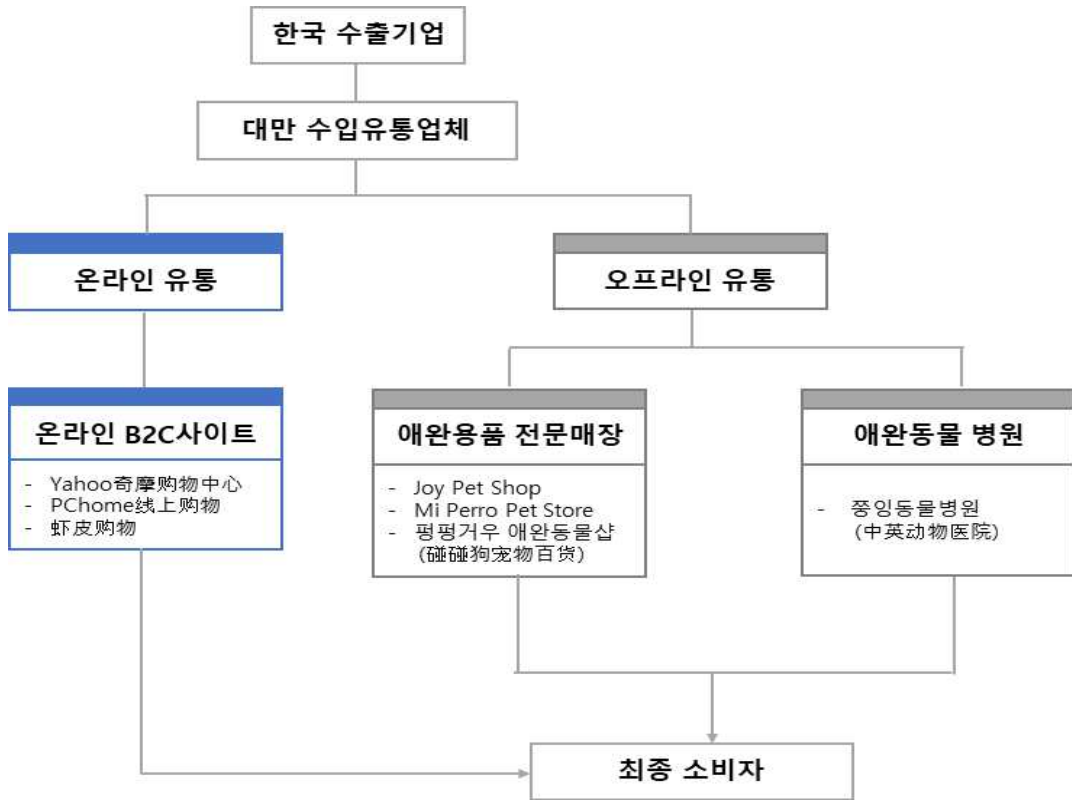 한국 수출기업
대만 수입유통업체
온라인 유통
오프라인 유통
온라인 B2C사이트
- Yahoo奇摩购物中心
- PChome线上购物
- 虾皮购物
애완용품 전문매장
- Joy Pet Shop
- Mi Perro Pet Store
- 펑펑거우 애완동물샵
(碰碰狗宠物百货)
애완동물 병원
- 쭝잉동물병원
(中英动物医院)
최종 소비자